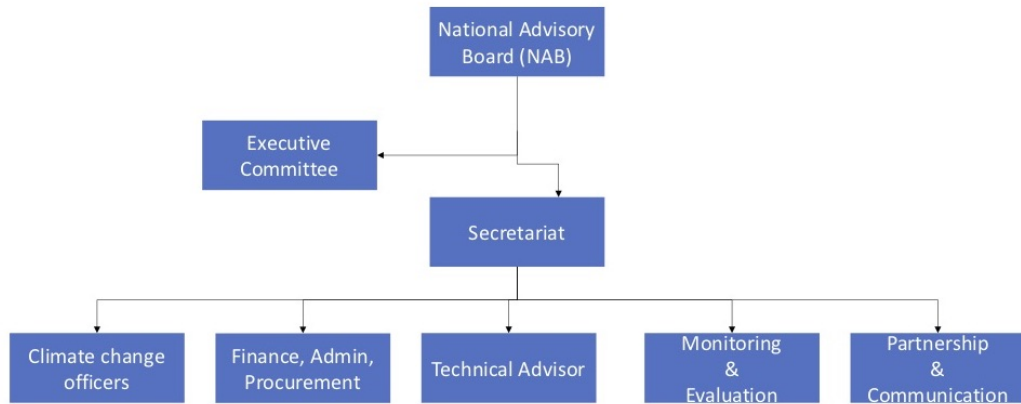 National Advisory
Board (NAB)
Executive
Committee
Secretariat
Climate change
officers
Finance, Admin,
Procurement
Technical Advisor
Monitoring
&
Evaluation
Partnership
&
Communication